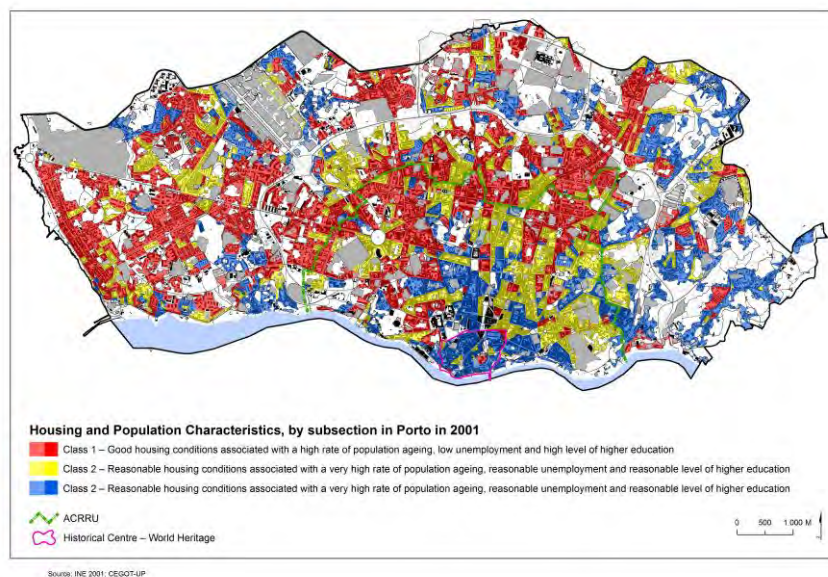 Housing and Population Characteristics, by subsection in Porto in 2001
Class 1 – Good housing conditions associated with a high rate of population ageing, low unemployment and high level of higher education
Class 2 – Reasonable housing conditions associated with a very high rate of population ageing, reasonable unemployment and reasonable level of higher education
Class 2 – Reasonable housing conditions associated with a very high rate of population ageing, reasonable unemployment and reasonable level of higher education
ACRRU
Historical Centre – World Heritage
0 500 1.000 M
Source: INE 2001; CEGOT-UP